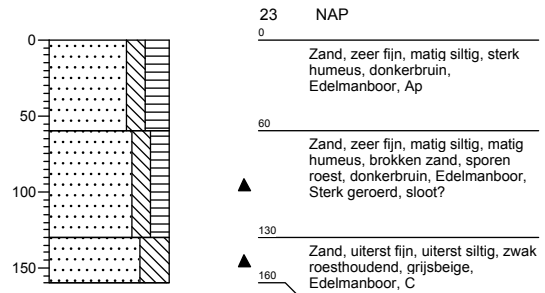 23 NAP
0
0
Zand, zeer fijn, matig siltig, sterk
humeus, donkerbruin,
Edelmanboor, Ap
50
60
Zand, zeer fijn, matig siltig, matig
humeus, brokken zand, sporen
roest, donkerbruin, Edelmanboor,
Sterk geroerd, sloot?
100
130
Zand, uiterst fijn, uiterst siltig, zwak
roesthoudend, grijsbeige,
Edelmanboor, C
150
160